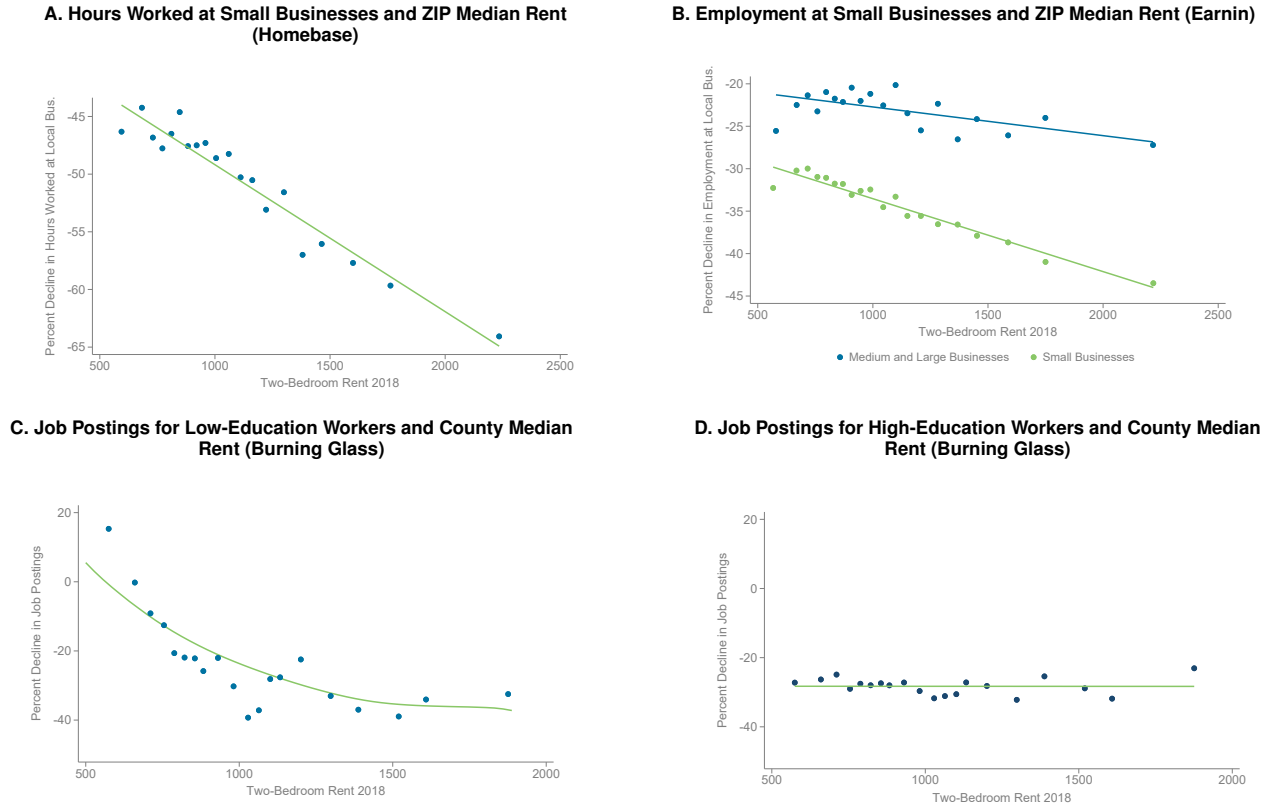 A. Hours Worked at Small Businesses and ZIP Median Rent
(Homebase)
Percent Decline in Hours Worked at Local Bus.
-45
-50
-55
-60
-65
500
1000
1500
2000
2500
Two-Bedroom Rent 2018
B. Employment at Small Businesses and ZIP Median Rent (Earnin)
Percent Decline in Employment at Local Bus.
-20
-25
-30
-35
-40
-45
500
1000
1500
2000
2500
Two-Bedroom Rent 2018
Medium and Large Businesses
Small Businesses
C. Job Postings for Low-Education Workers and County Median
Rent (Burning Glass)
Percent Decline in Job Postings
20
0
-20
-40
500
1000
1500
2000
Two-Bedroom Rent 2018
D. Job Postings for High-Education Workers and County Median
Rent (Burning Glass)
Percent Decline in Job Postings
20
0
-20
-40
500
1000
1500
2000
Two-Bedroom Rent 2018